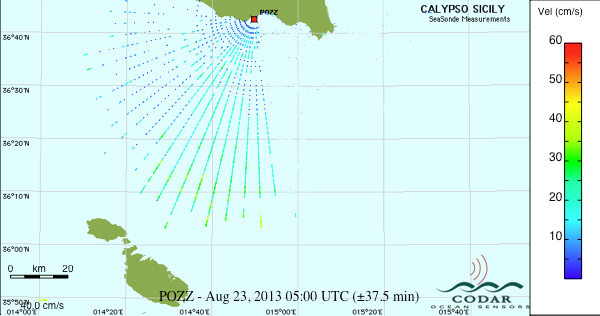 CALYPSO SICILY
SeaSonde Measurements
Vel (cm/s)
POZZ
60
50
40
30
20
10
36°40'N
36°30'N
36°20'N
36°10'N
36°00'N
35°50'N
0 km 20
40.0 cm/s
POZZ - Aug 23, 2013 05:00 UTC (±37.5 min)
CODAR
OCEAN SENSORS
014°00'E
014°20'E
014°40'E
015°00'E
015°20'E
015°40'E